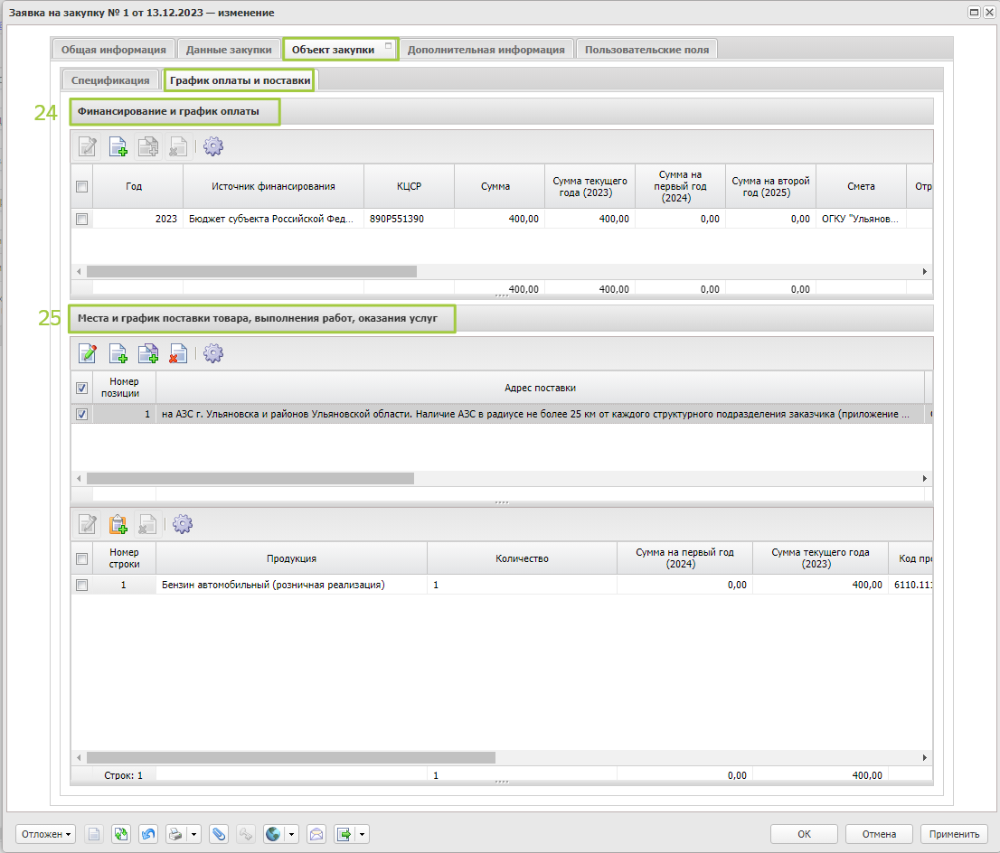 Заявка на закупку № 1 от 13.12.2023 — изменение
Общая информация Данные закупки Объект закупки Дополнительная информация Пользовательские поля
Спецификация График оплаты и поставки
24 Финансирование и график оплаты
Год Источник финансирования КЦСР Сумма Сумма текущего года (2023) Сумма на первый год (2024) Сумма на второй год (2025) Смета Отр
2023 Бюджет субъекта Российской Фед... 890P551390 400,00 400,00 0,00 0,00 ОГКУ "Ульянов...
400,00 400,00 0,00 0,00
25 Места и график поставки товара, выполнения работ, оказания услуг
Номер позиции Адрес поставки
1 на АЗС г. Ульяновска и районов Ульяновской области. Наличие АЗС в радиусе не более 25 км от каждого структурного подразделения заказчика (приложение ...
Номер строки Продукция Количество Сумма на первый год (2024) Сумма текущего года (2023) Код про
1 Бензин автомобильный (розничная реализация) 1 0,00 400,00 6110.111
Строк: 1 1 0,00 400,00
Отложен ОК Отмена Применить